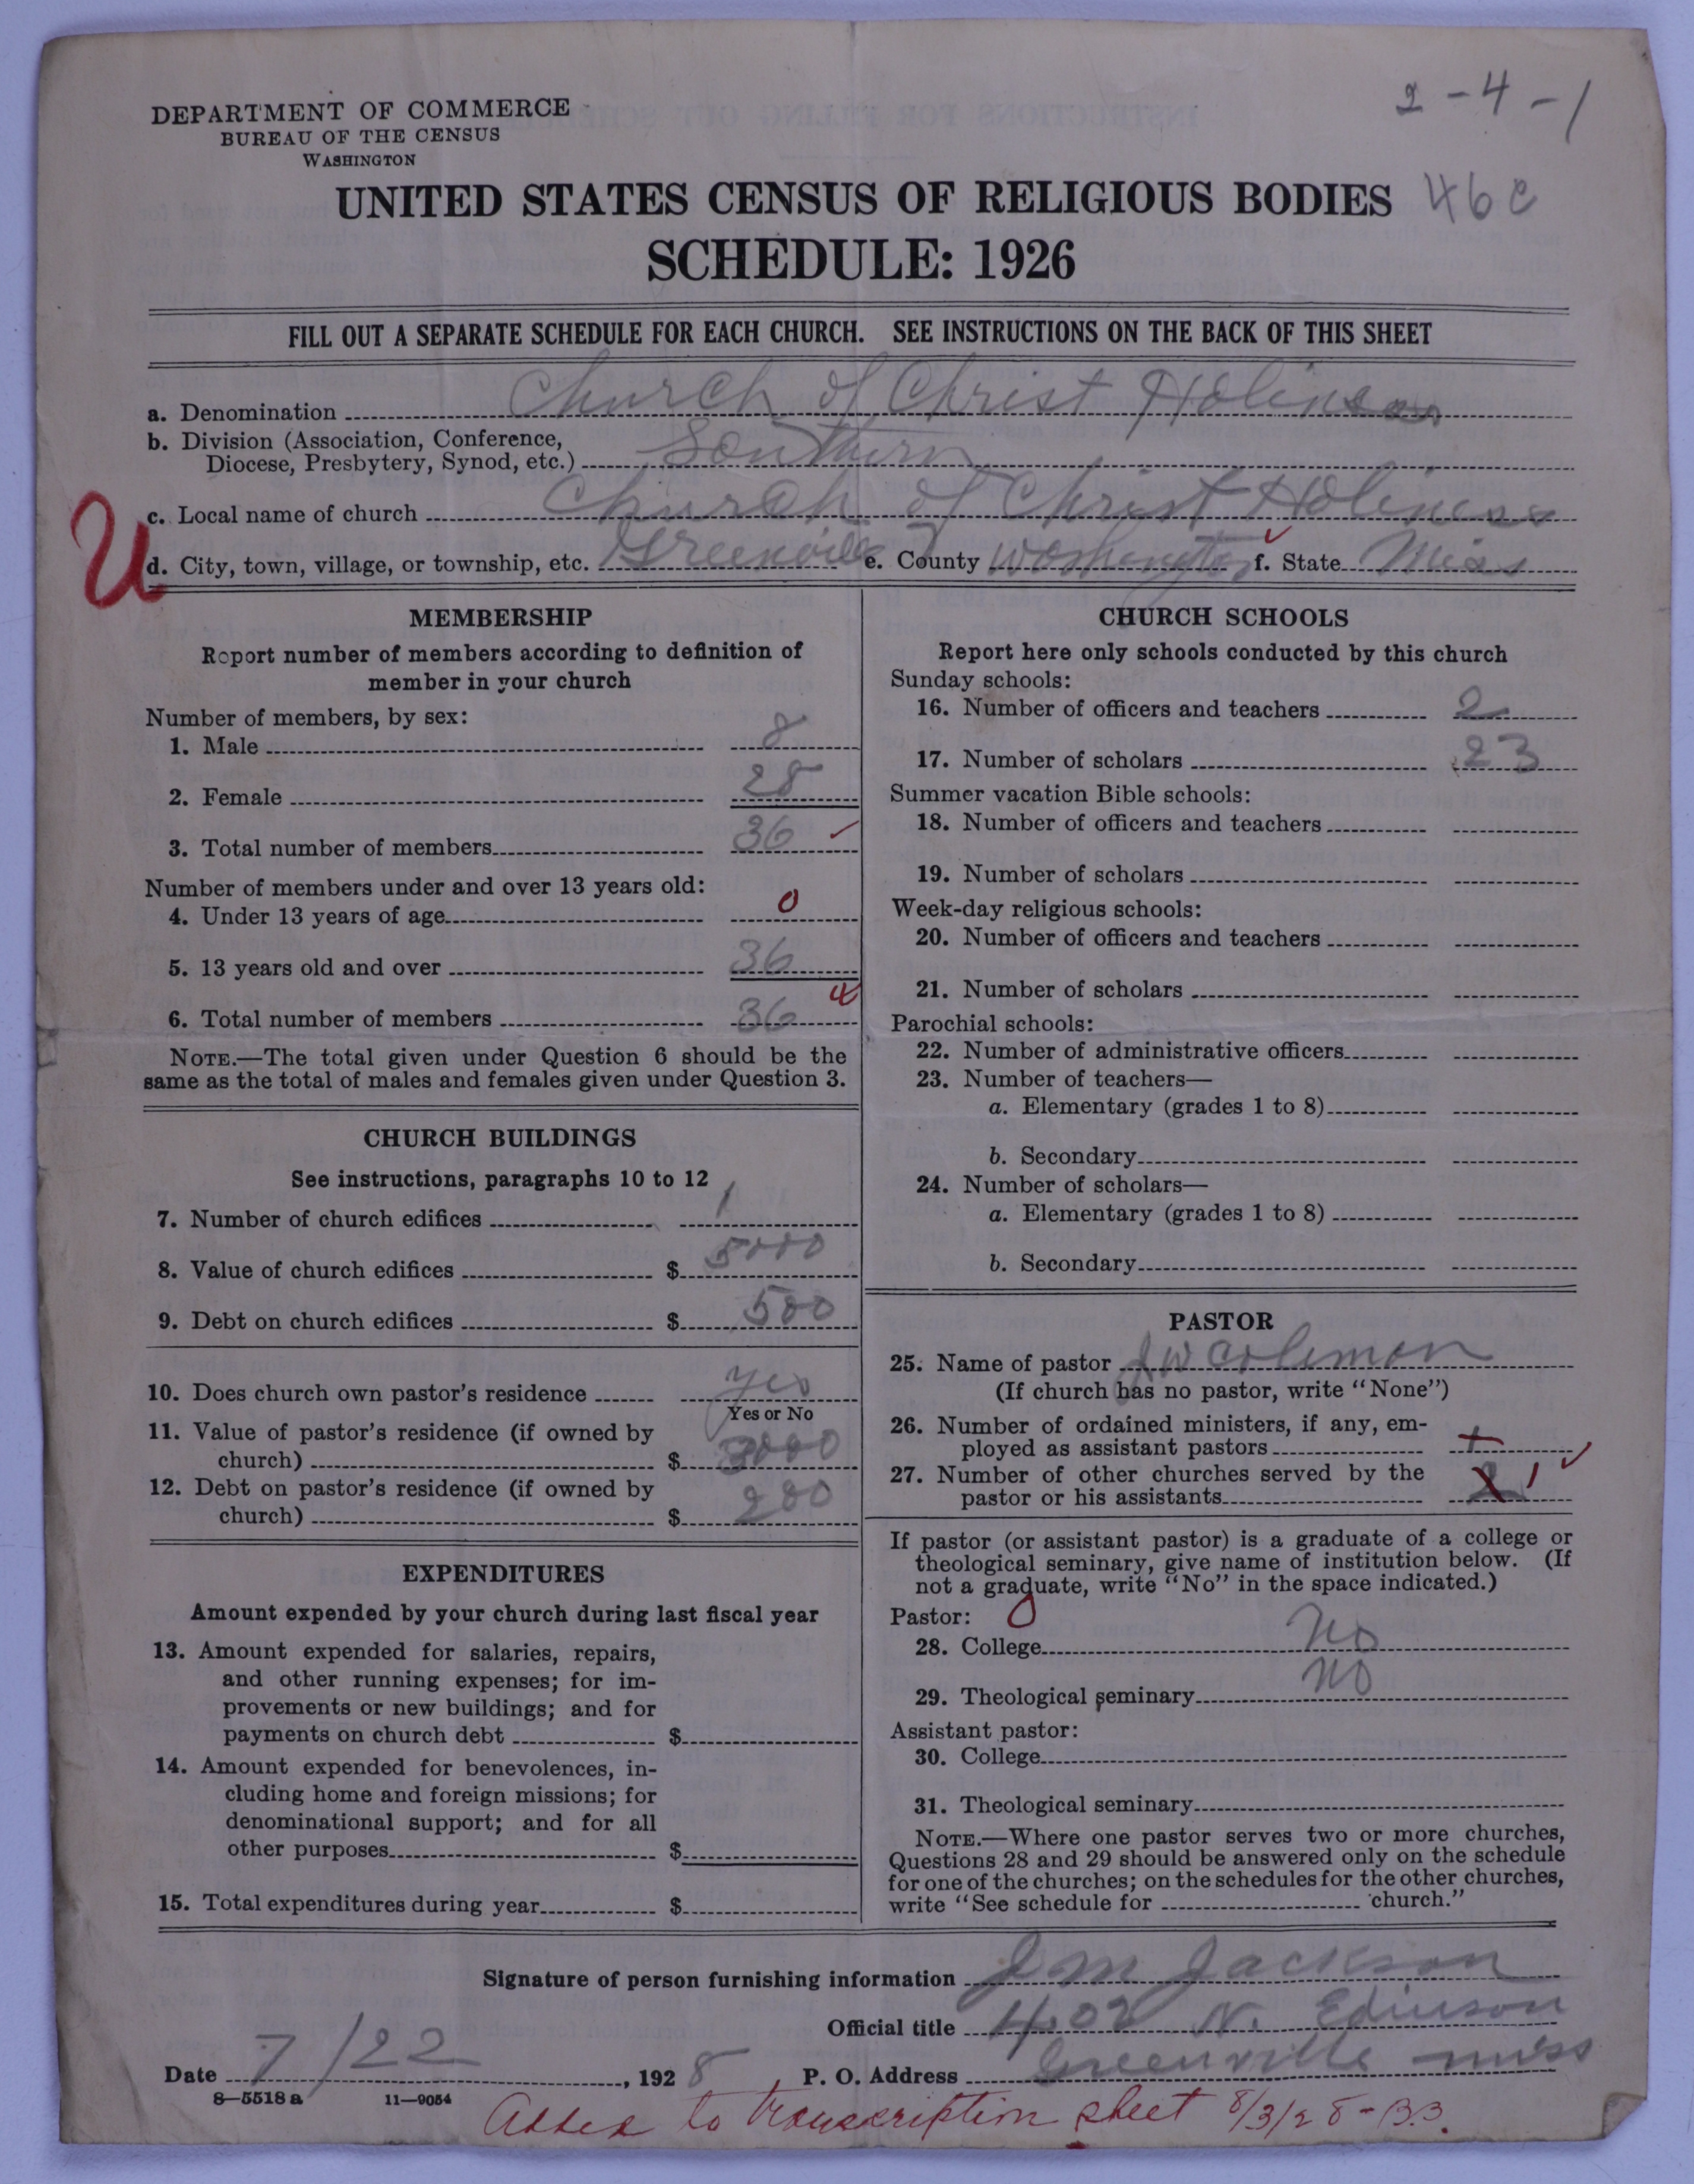 2-4-1
DEPARTMENT OF COMMERCE
BUREAU OF THE CENSUS
WASHINGTON
UNITED STATES CENSUS OF RELIGIOUS BODIES 46c
SCHEDULE: 1926
FILL OUT A SEPARATE SCHEDULE FOR EACH CHURCH. SEE INSTRUCTIONS ON THE BACK OF THIS SHEET
a. Denomination Church of Christ Holiness
b. Division (Association, Conference,
Diocese, Presbytery, Synod, etc.) Southern
c. Local name of church Church of Christ Holiness
U
d. City, town, village, or township, etc. Greenville e. County Washington f. State Miss
MEMBERSHIP
Report number of members according to definition of
member in your church
Number of members, by sex:
1. Male 8
2. Female 28
3. Total number of members 36 ✓
Number of members under and over 13 years old:
4. Under 13 years of age 0
5. 13 years old and over 36
6. Total number of members 36
NOTE.—The total given under Question 6 should be the
same as the total of males and females given under Question 3.
CHURCH BUILDINGS
See instructions, paragraphs 10 to 12
7. Number of church edifices 1
8. Value of church edifices $ 5000
9. Debt on church edifices $ 500
10. Does church own pastor's residence yes
Yes or No
11. Value of pastor's residence (if owned by
church) $ 3000
12. Debt on pastor's residence (if owned by
church) $ 200
EXPENDITURES
Amount expended by your church during last fiscal year
13. Amount expended for salaries, repairs,
and other running expenses; for im-
provements or new buildings; and for
payments on church debt $
14. Amount expended for benevolences, in-
cluding home and foreign missions; for
denominational support; and for all
other purposes $
15. Total expenditures during year $
CHURCH SCHOOLS
Report here only schools conducted by this church
Sunday schools:
16. Number of officers and teachers 2
17. Number of scholars 23
Summer vacation Bible schools:
18. Number of officers and teachers
19. Number of scholars
Week-day religious schools:
20. Number of officers and teachers
21. Number of scholars
Parochial schools:
22. Number of administrative officers
23. Number of teachers—
a. Elementary (grades 1 to 8)
b. Secondary
24. Number of scholars—
a. Elementary (grades 1 to 8)
b. Secondary
PASTOR
25. Name of pastor J W Coleman
(If church has no pastor, write "None")
26. Number of ordained ministers, if any, em-
ployed as assistant pastors
27. Number of other churches served by the
pastor or his assistants 2 1 ✓
If pastor (or assistant pastor) is a graduate of a college or
theological seminary, give name of institution below. (If
not a graduate, write "No" in the space indicated.)
Pastor: 0
28. College No
29. Theological seminary No
Assistant pastor:
30. College
31. Theological seminary
NOTE.—Where one pastor serves two or more churches,
Questions 28 and 29 should be answered only on the schedule
for one of the churches; on the schedules for the other churches,
write "See schedule for church."
Signature of person furnishing information J M Jackson
Official title 402 N. Edinson
Date 7/22, 1928 P. O. Address Greenville miss
8—5518 a 11—9054
Added to transcription sheet 8/3/28-B.B.